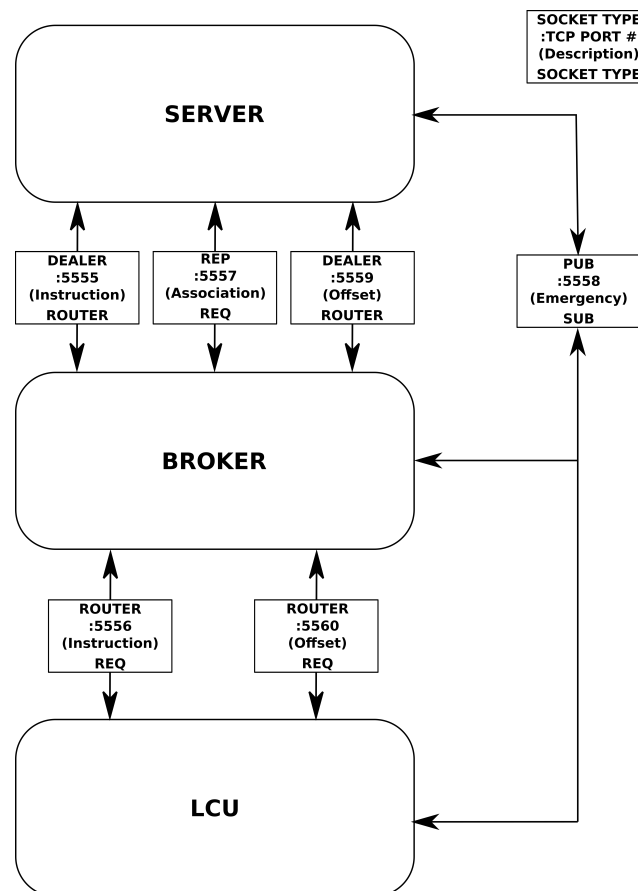 SOCKET TYPE
:TCP PORT #
(Description)
SOCKET TYPE
SERVER
DEALER
:5555
(Instruction)
ROUTER
REP
:5557
(Association)
REQ
DEALER
:5559
(Offset)
ROUTER
PUB
:5558
(Emergency)
SUB
BROKER
ROUTER
:5556
(Instruction)
REQ
ROUTER
:5560
(Offset)
REQ
LCU